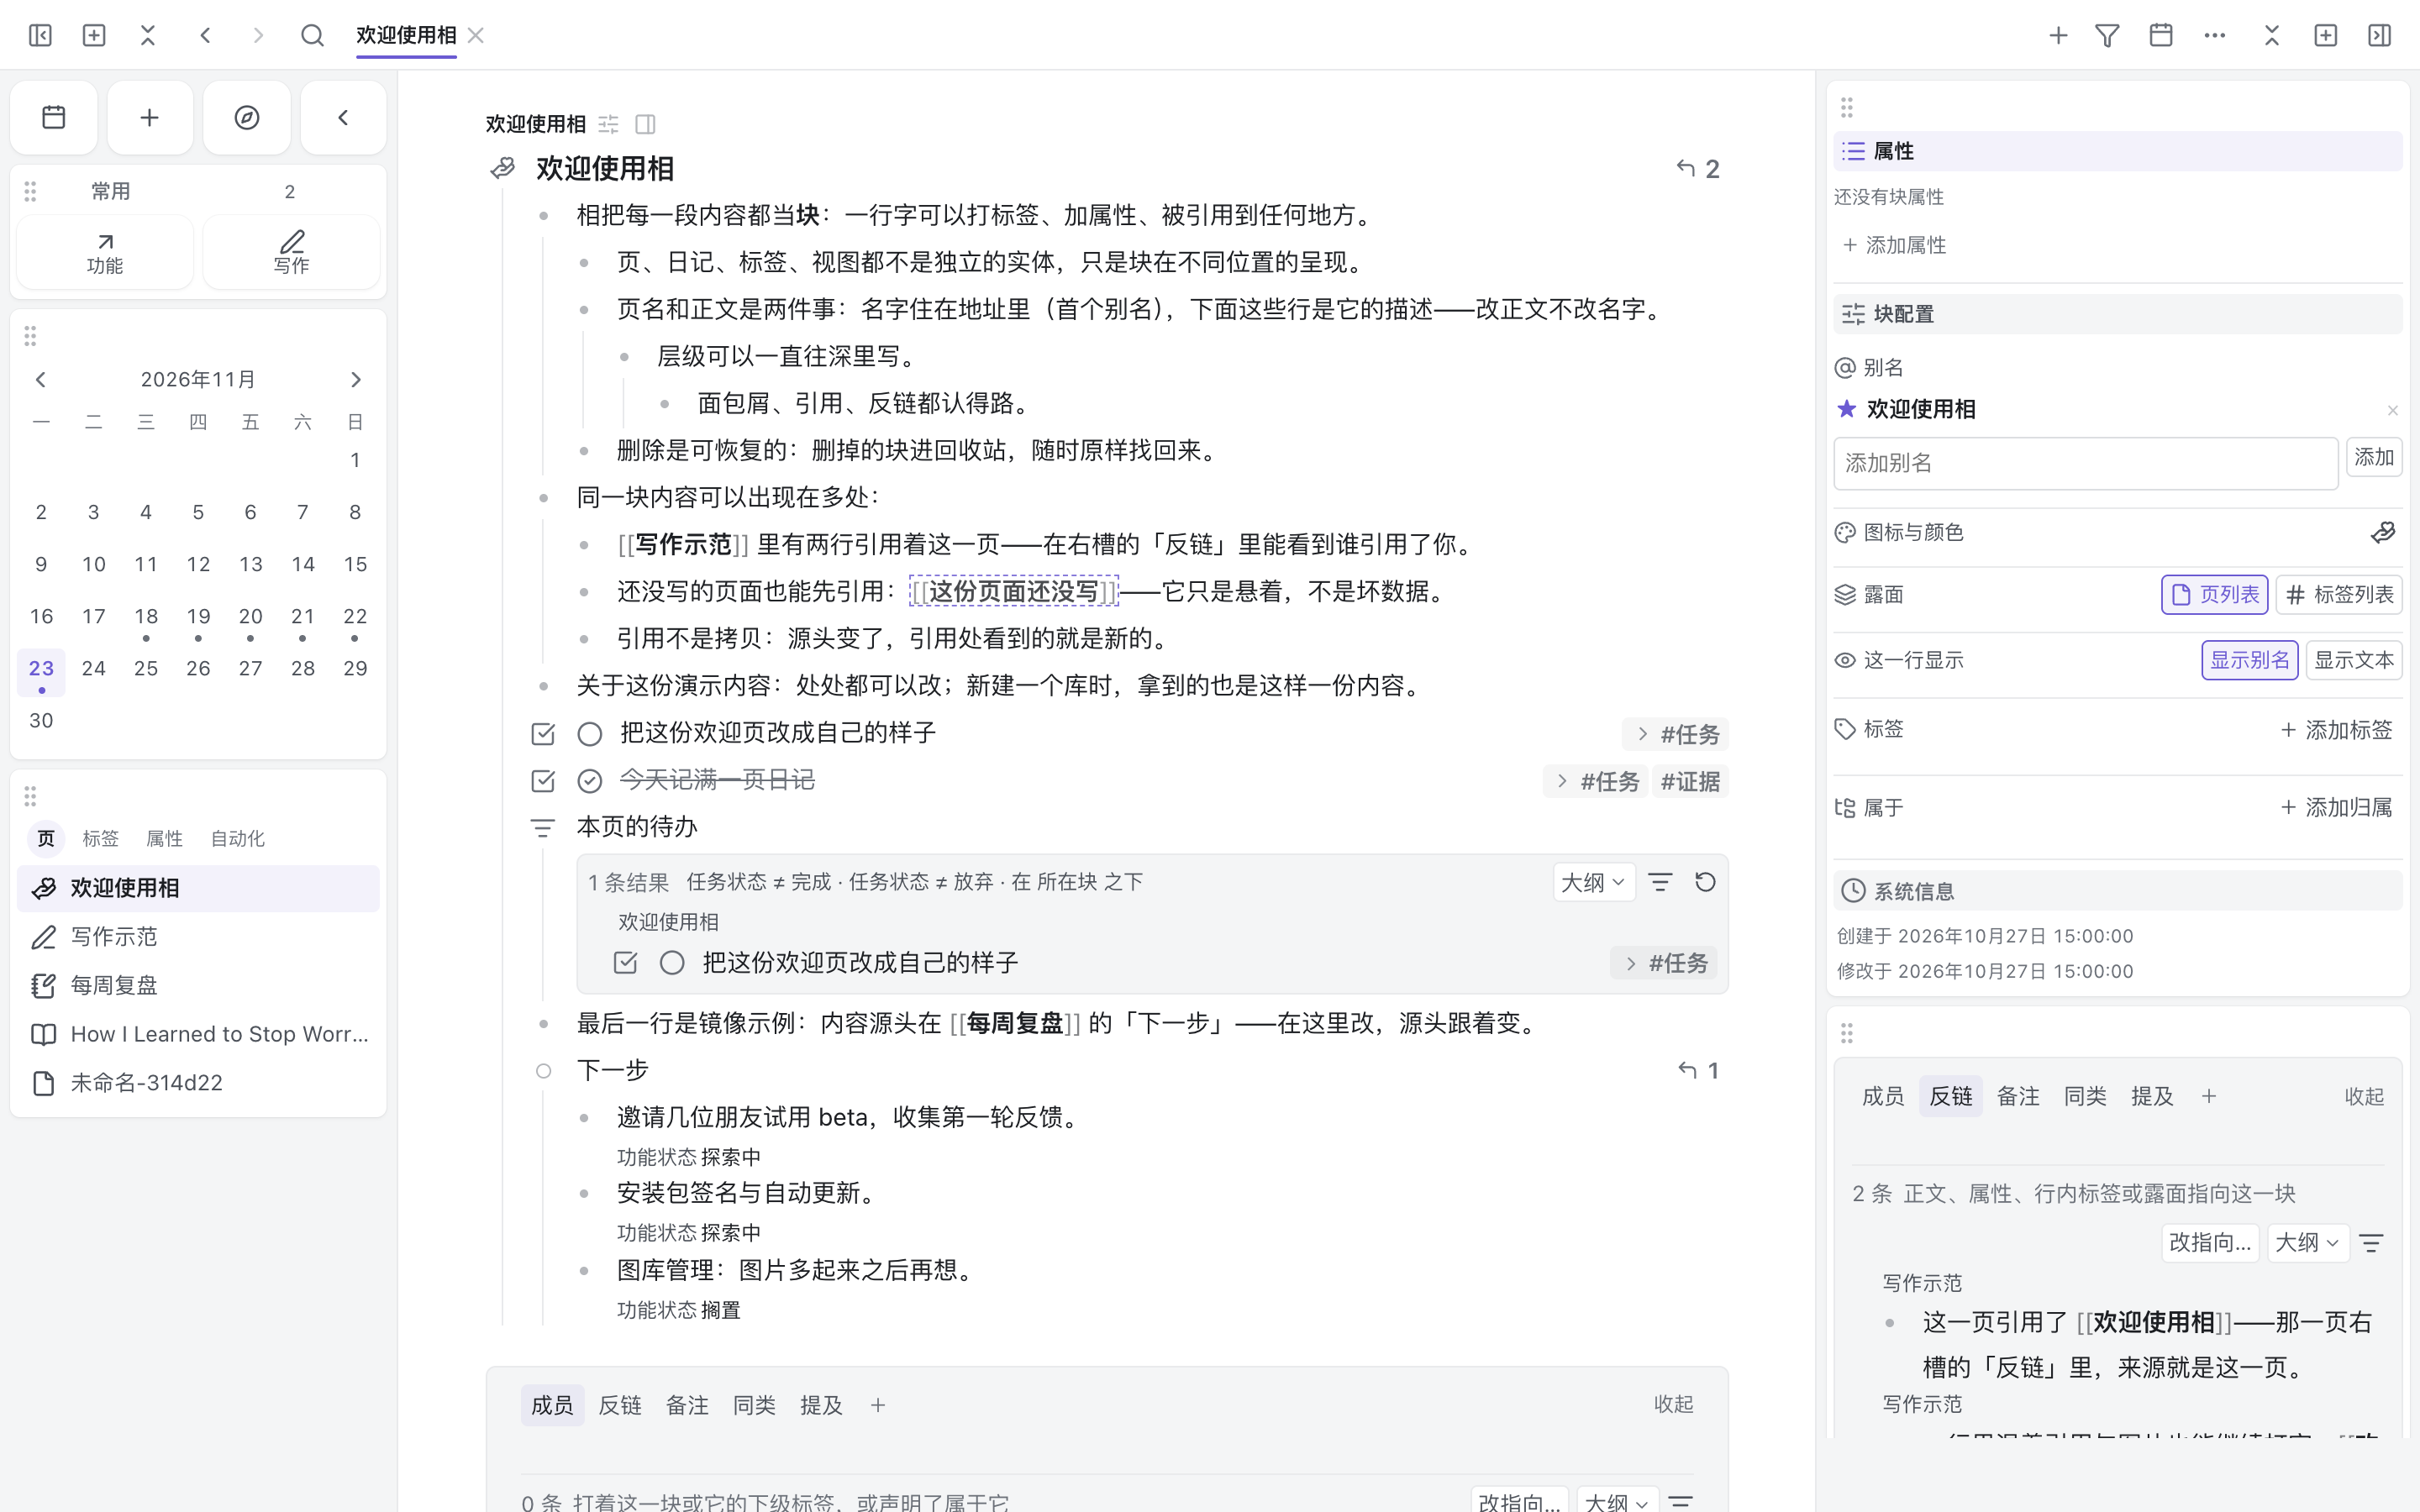 欢迎使用相
常用 2
功能 写作
2026年11月
一 二 三 四 五 六 日
1
2 3 4 5 6 7 8
9 10 11 12 13 14 15
16 17 18 19 20 21 22
23 24 25 26 27 28 29
30
页 标签 属性 自动化
欢迎使用相
写作示范
每周复盘
How I Learned to Stop Worr...
未命名-314d22
欢迎使用相
欢迎使用相 2
相把每一段内容都当块：一行字可以打标签、加属性、被引用到任何地方。
页、日记、标签、视图都不是独立的实体，只是块在不同位置的呈现。
页名和正文是两件事：名字住在地址里（首个别名），下面这些行是它的描述——改正文不改名字。
层级可以一直往深里写。
面包屑、引用、反链都认得路。
删除是可恢复的：删掉的块进回收站，随时原样找回来。
同一块内容可以出现在多处：
[[写作示范]] 里有两行引用着这一页——在右槽的「反链」里能看到谁引用了你。
还没写的页面也能先引用：[[这份页面还没写]]——它只是悬着，不是坏数据。
引用不是拷贝：源头变了，引用处看到的就是新的。
关于这份演示内容：处处都可以改；新建一个库时，拿到的也是这样一份内容。
把这份欢迎页改成自己的样子 #任务
今天记满一页日记 #任务 #证据
本页的待办
1 条结果 任务状态 ≠ 完成 · 任务状态 ≠ 放弃 · 在 所在块 之下 大纲
欢迎使用相
把这份欢迎页改成自己的样子 #任务
最后一行是镜像示例：内容源头在 [[每周复盘]] 的「下一步」——在这里改，源头跟着变。
下一步 1
邀请几位朋友试用 beta，收集第一轮反馈。
功能状态 探索中
安装包签名与自动更新。
功能状态 探索中
图库管理：图片多起来之后再想。
功能状态 搁置
成员 反链 备注 同类 提及 + 收起
0 条 打着这一块或它的下级标签，或声明了属于它 改指向... 大纲
属性
还没有块属性
+ 添加属性
块配置
别名
欢迎使用相
添加别名 添加
图标与颜色
露面 页列表 # 标签列表
这一行显示 显示别名 显示文本
标签 + 添加标签
属于 + 添加归属
系统信息
创建于 2026年10月27日 15:00:00
修改于 2026年10月27日 15:00:00
成员 反链 备注 同类 提及 + 收起
2 条 正文、属性、行内标签或露面指向这一块
改指向... 大纲
写作示范
这一页引用了 [[欢迎使用相]]——那一页右
槽的「反链」里，来源就是这一页。
写作示范